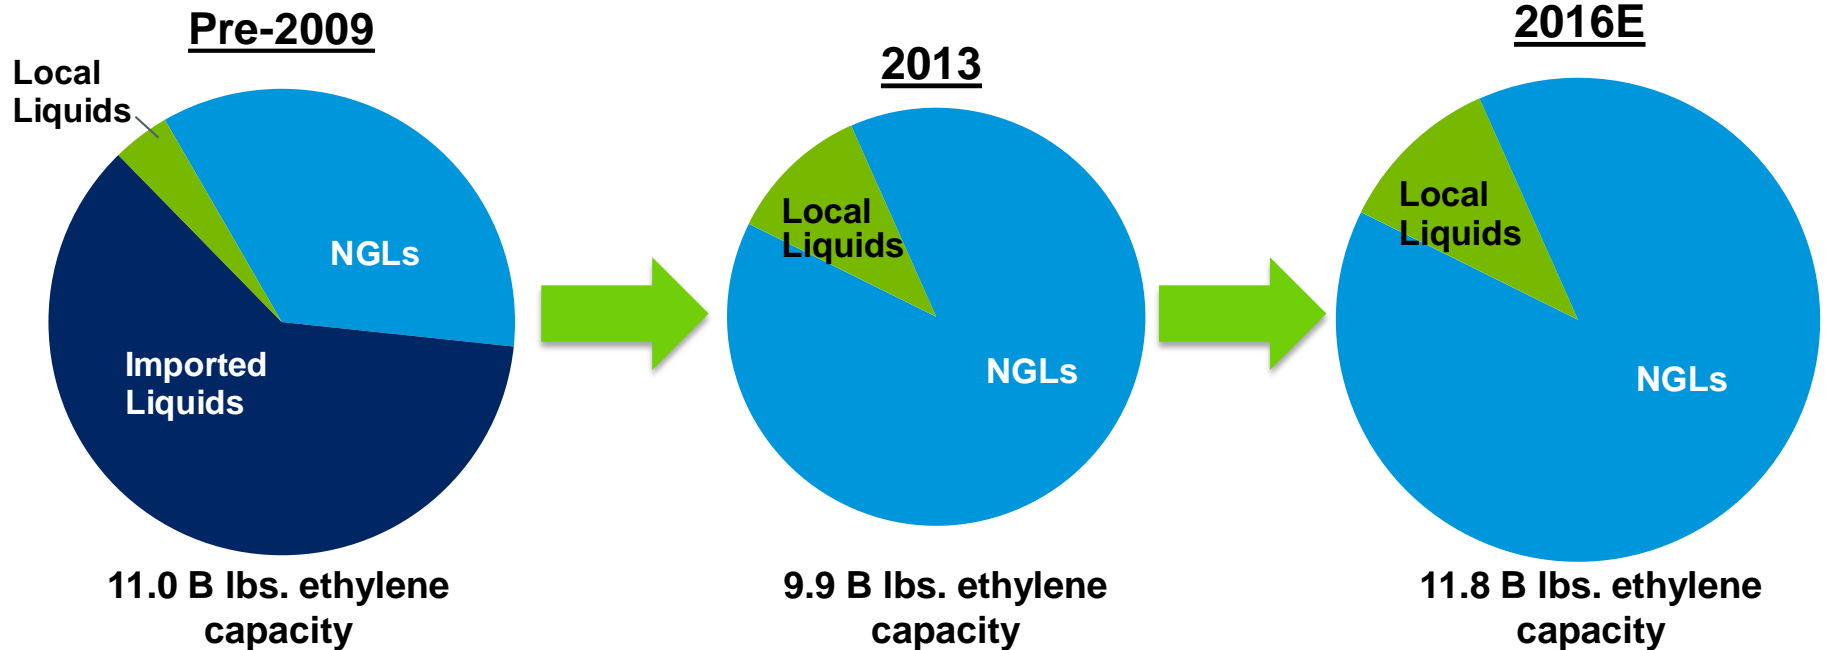 Pre-2009
Local
Liquids
NGLs
Imported
Liquids
11.0 B lbs. ethylene
capacity
2013
Local
Liquids
NGLs
9.9 B lbs. ethylene
capacity
2016E
Local
Liquids
NGLs
11.8 B lbs. ethylene
capacity